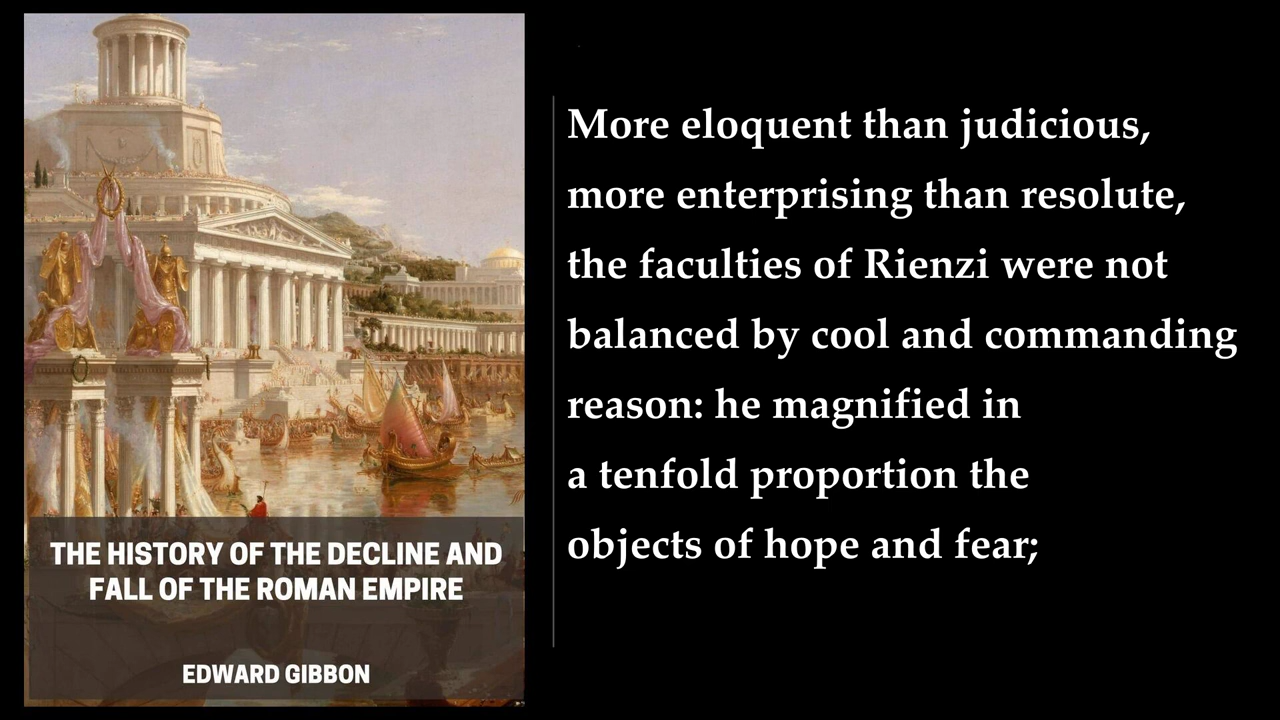 THE HISTORY OF THE DECLINE AND
FALL OF THE ROMAN EMPIRE
EDWARD GIBBON
More eloquent than judicious,
more enterprising than resolute,
the faculties of Rienzi were not
balanced by cool and commanding
reason: he magnified in
a tenfold proportion the
objects of hope and fear;